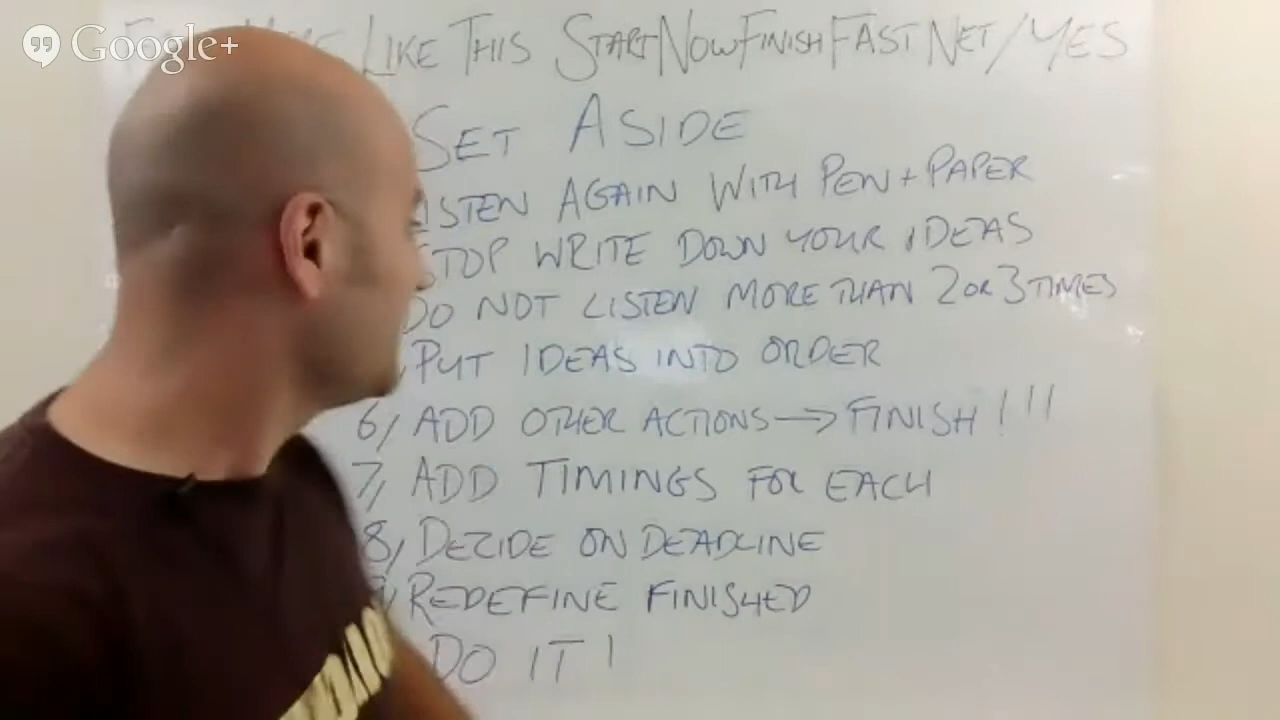 Google+
LIKE THIS STARTNOWFINISHFAST NET/YES
SET ASIDE
LISTEN AGAIN WITH PEN + PAPER
STOP WRITE DOWN YOUR IDEAS
DO NOT LISTEN MORE THAN 2 OR 3 TIMES
PUT IDEAS INTO ORDER
6, ADD OTHER ACTIONS → FINISH!!!
7, ADD TIMINGS FOR EACH
8, DECIDE ON DEADLINE
REDEFINE FINISHED
DO IT!